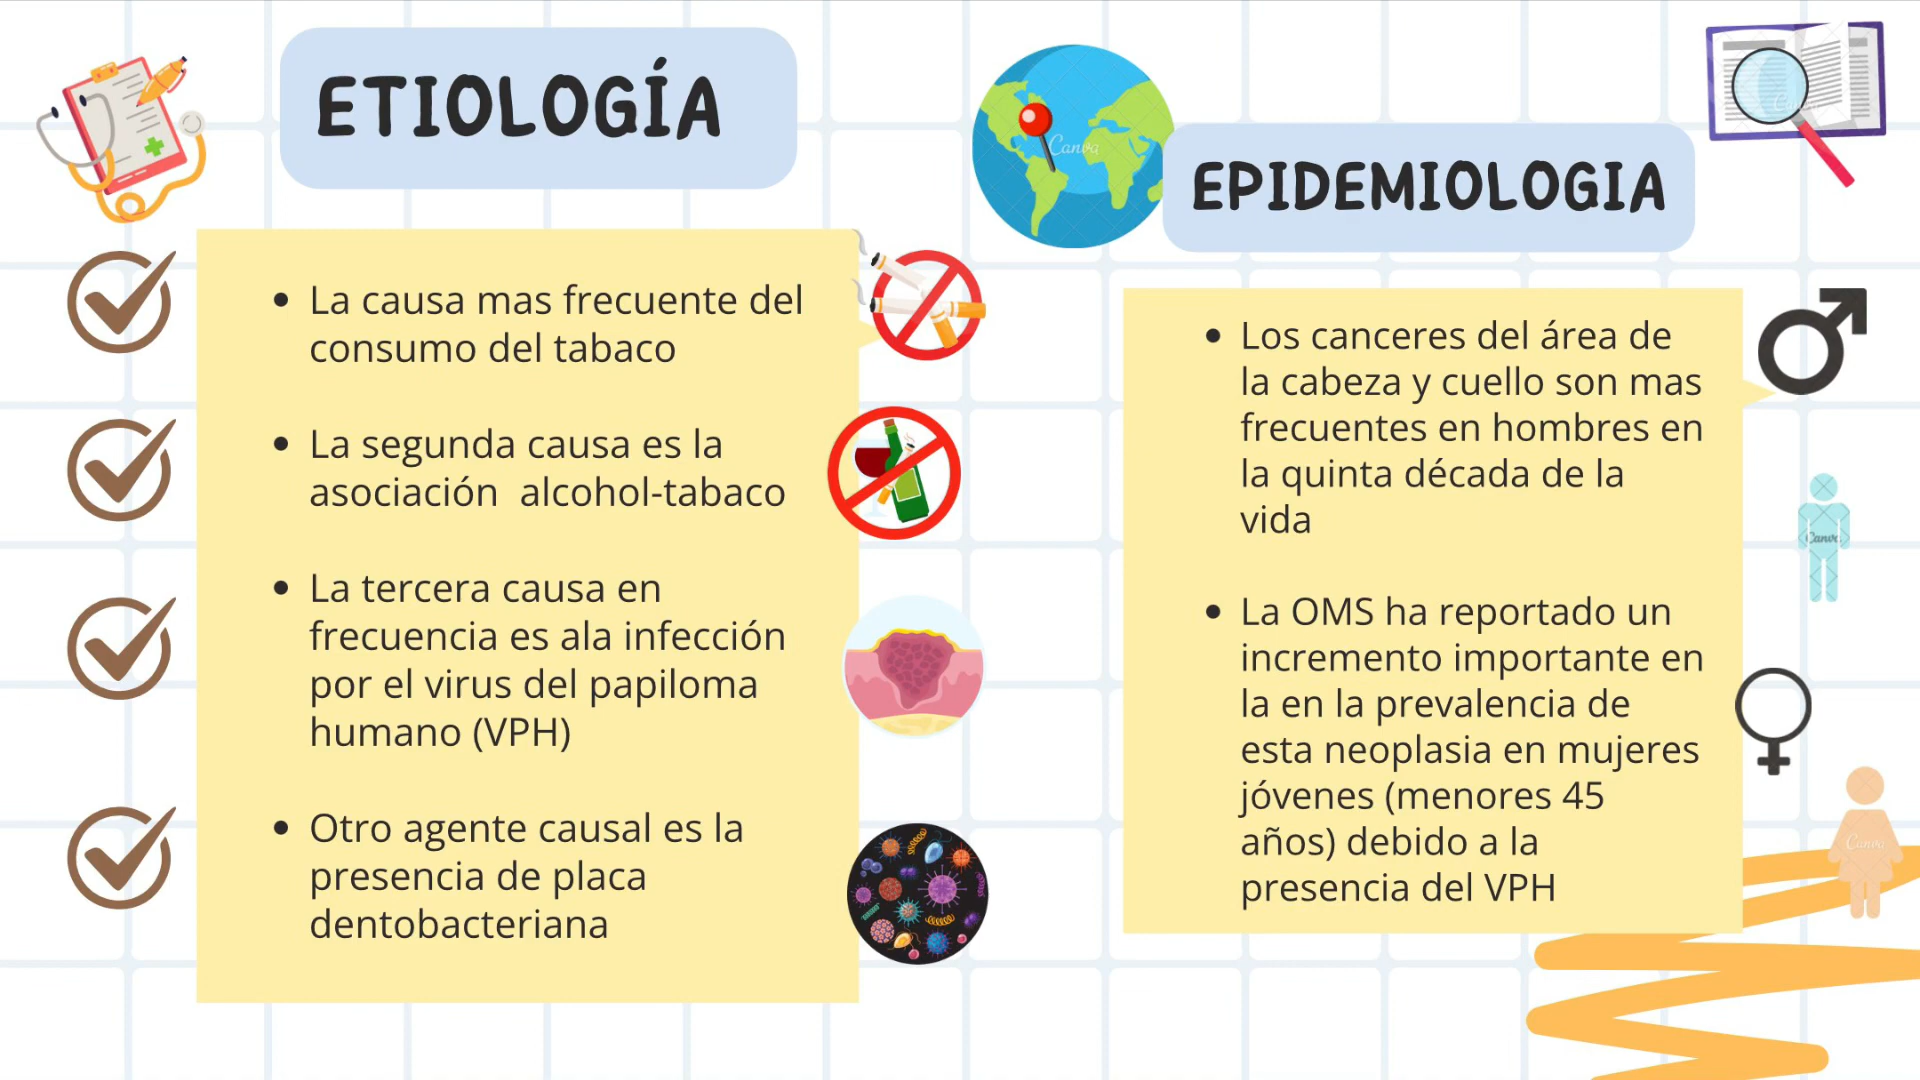 ETIOLOGÍA
• La causa mas frecuente del
consumo del tabaco
• La segunda causa es la
asociación  alcohol-tabaco
• La tercera causa en
frecuencia es ala infección
por el virus del papiloma
humano (VPH)
• Otro agente causal es la
presencia de placa
dentobacteriana
Canva
EPIDEMIOLOGIA
Canva
• Los canceres del área de
la cabeza y cuello son mas
frecuentes en hombres en
la quinta década de la
vida
• La OMS ha reportado un
incremento importante en
la en la prevalencia de
esta neoplasia en mujeres
jóvenes (menores 45
años) debido a la
presencia del VPH
Canva
Canva